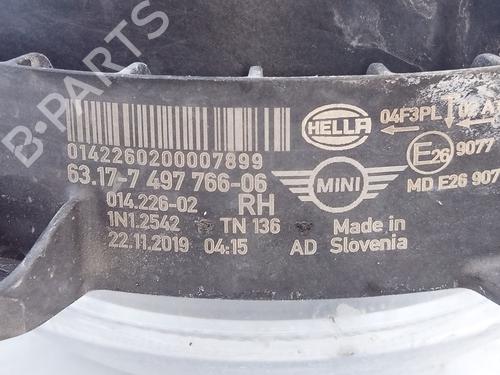 B-PARTS
HELLA
04F3PL
0142260200007899
E26 9077
63.17-7 497 766-06
MINI
MD E26 907
014.226-02 RH
1N1.2542 TN 136 Made in
22.11.2019 04:15 AD Slovenia